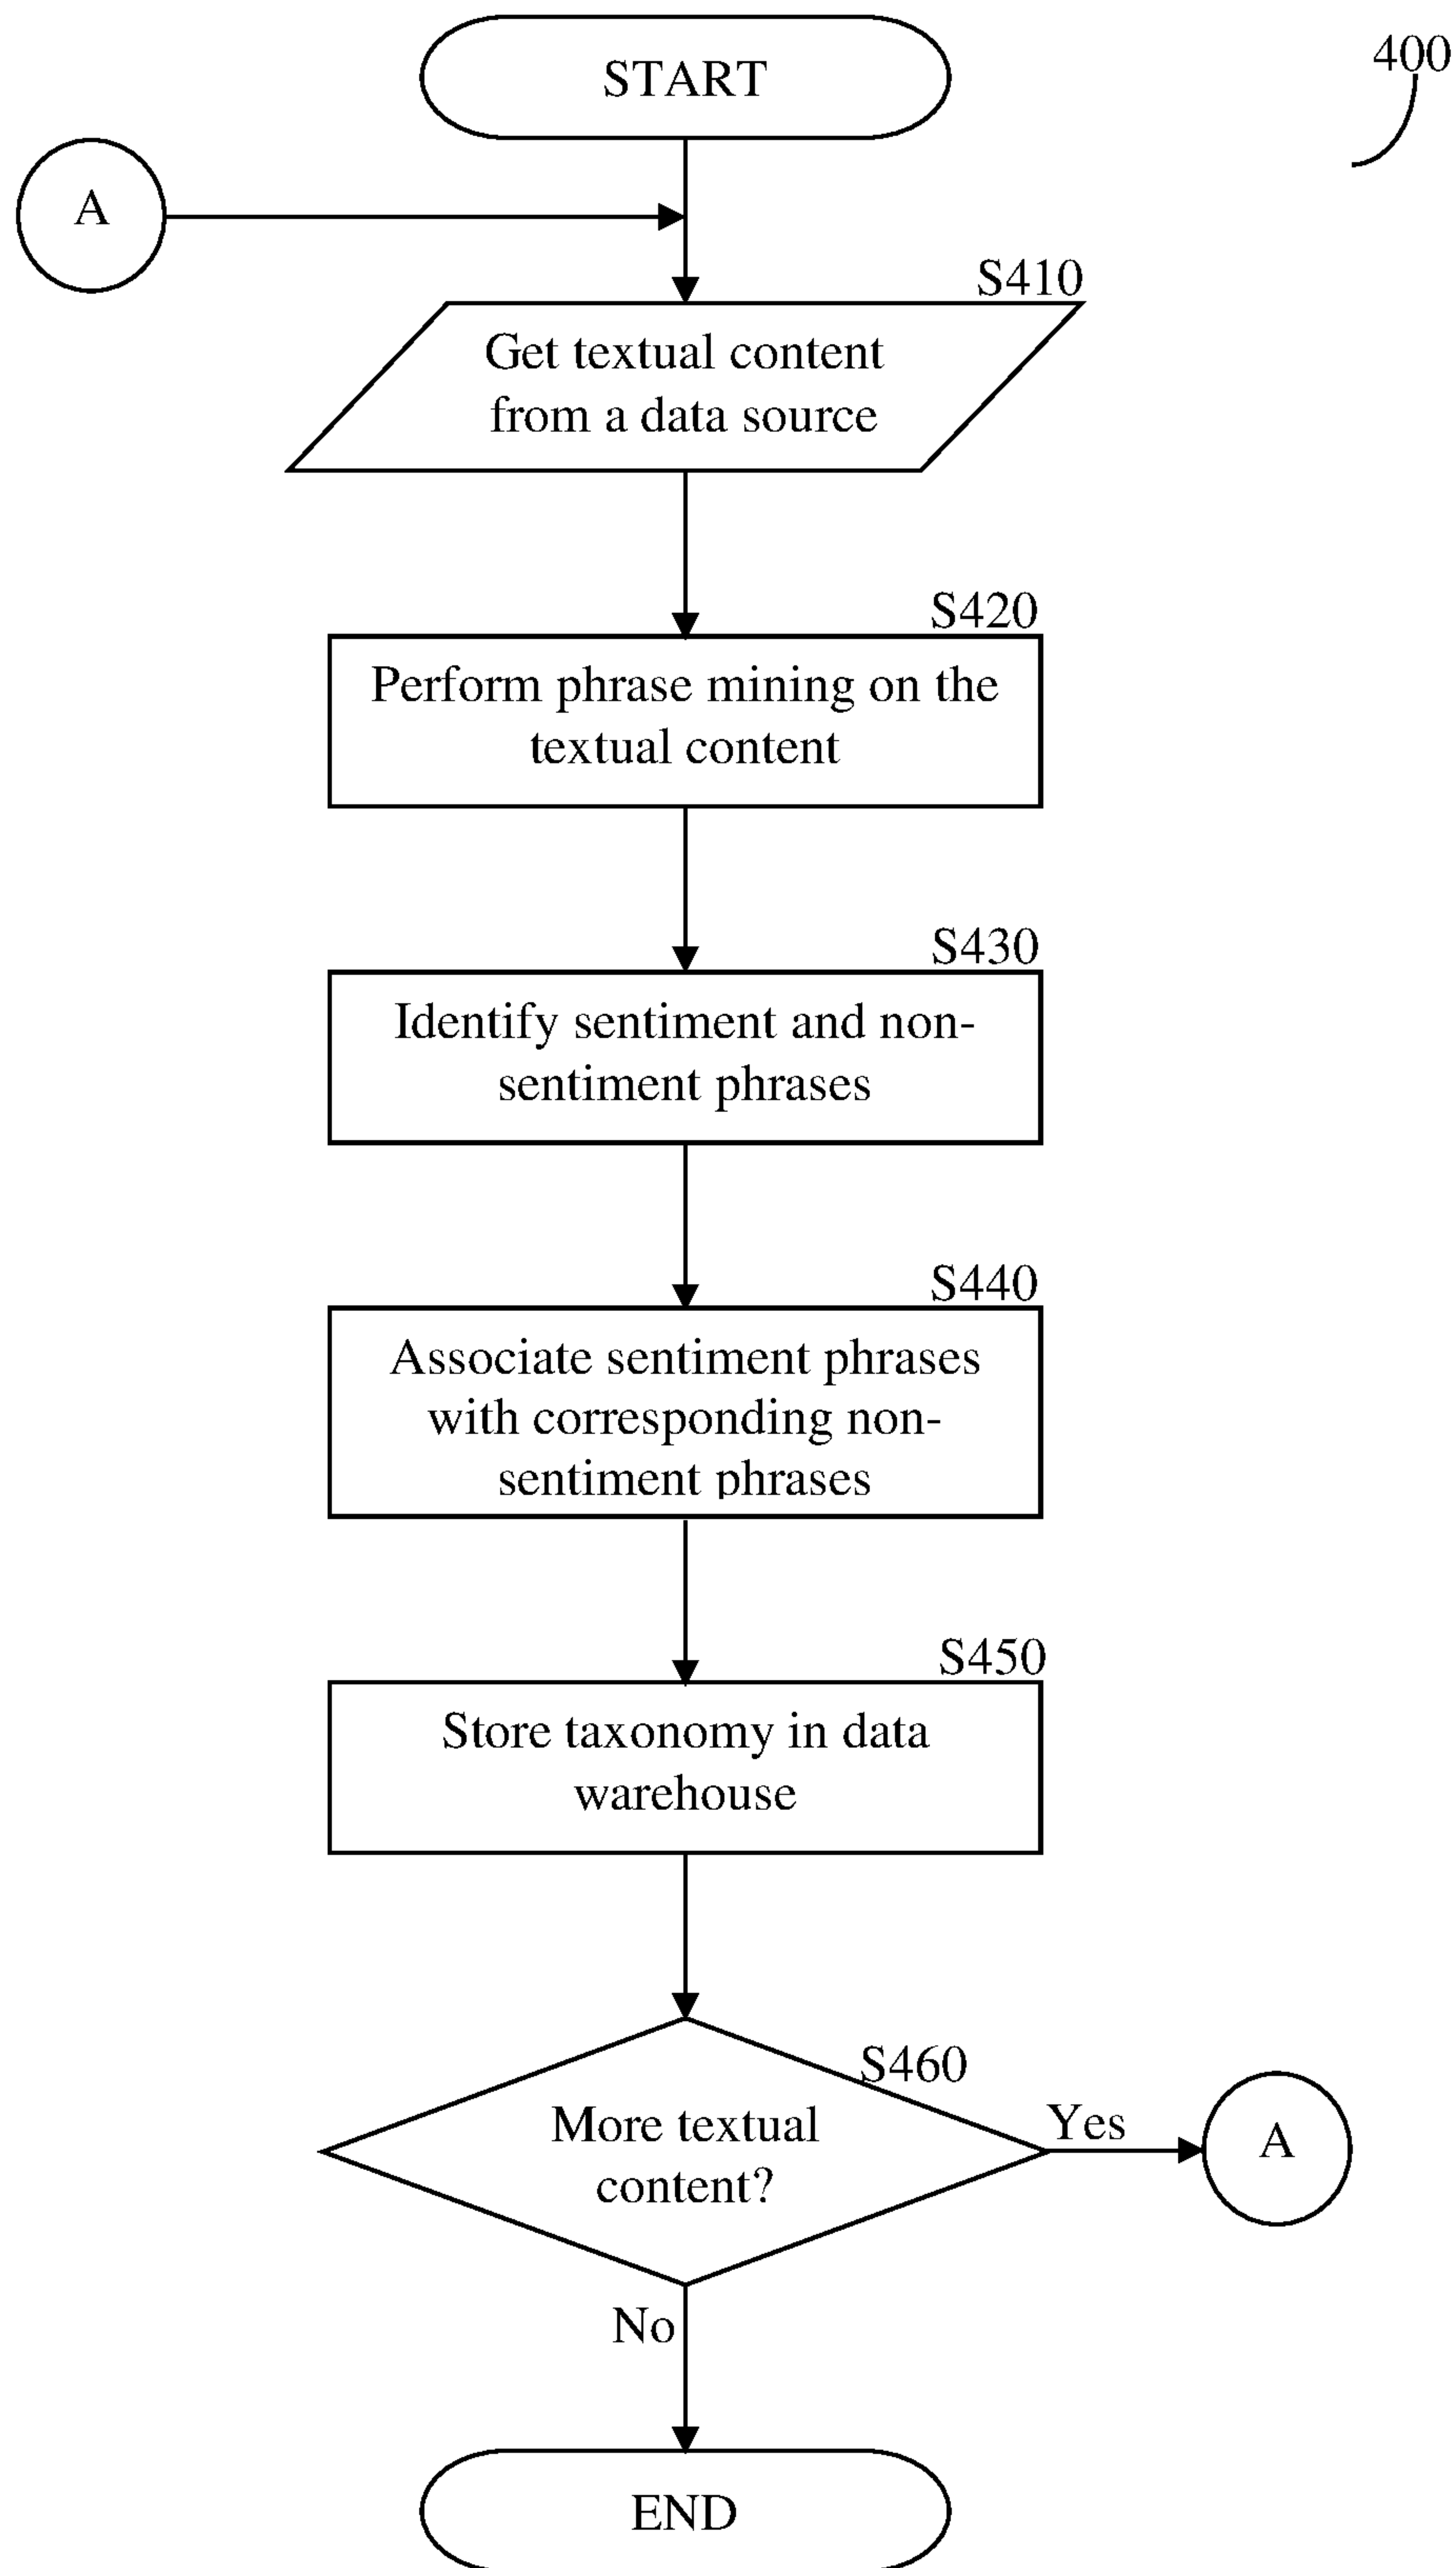 START
400
A
S410
Get textual content
from a data source
S420
Perform phrase mining on the
textual content
S430
Identify sentiment and non-
sentiment phrases
S440
Associate sentiment phrases
with corresponding non-
sentiment phrases
S450
Store taxonomy in data
warehouse
S460
More textual
content?
Yes
A
No
END